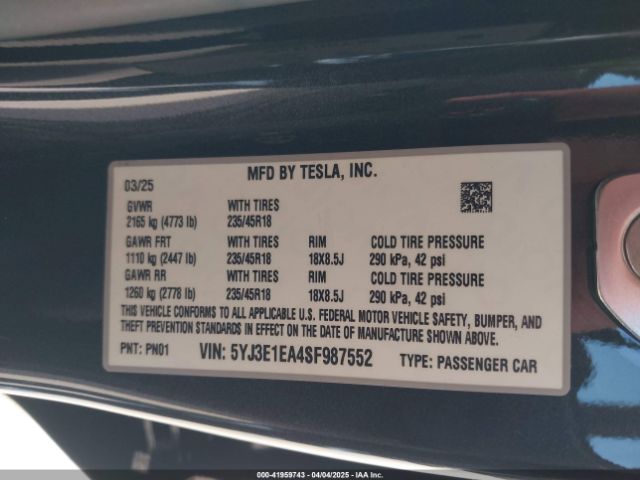 MFD BY TESLA, INC.
03/25
GVWR WITH TIRES
2165 kg (4773 lb) 235/45R18
GAWR FRT WITH TIRES RIM COLD TIRE PRESSURE
1110 kg (2447 lb) 235/45R18 18X8.5J 290 kPa, 42 psi
GAWR RR WITH TIRES RIM COLD TIRE PRESSURE
1260 kg (2778 lb) 235/45R18 18X8.5J 290 kPa, 42 psi
THIS VEHICLE CONFORMS TO ALL APPLICABLE U.S. FEDERAL MOTOR VEHICLE SAFETY, BUMPER, AND
THEFT PREVENTION STANDARDS IN EFFECT ON THE DATE OF MANUFACTURE SHOWN ABOVE.
PNT: PN01 VIN: 5YJ3E1EA4SF987552 TYPE: PASSENGER CAR
000-41959743 - 04/04/2025 - IAA Inc.